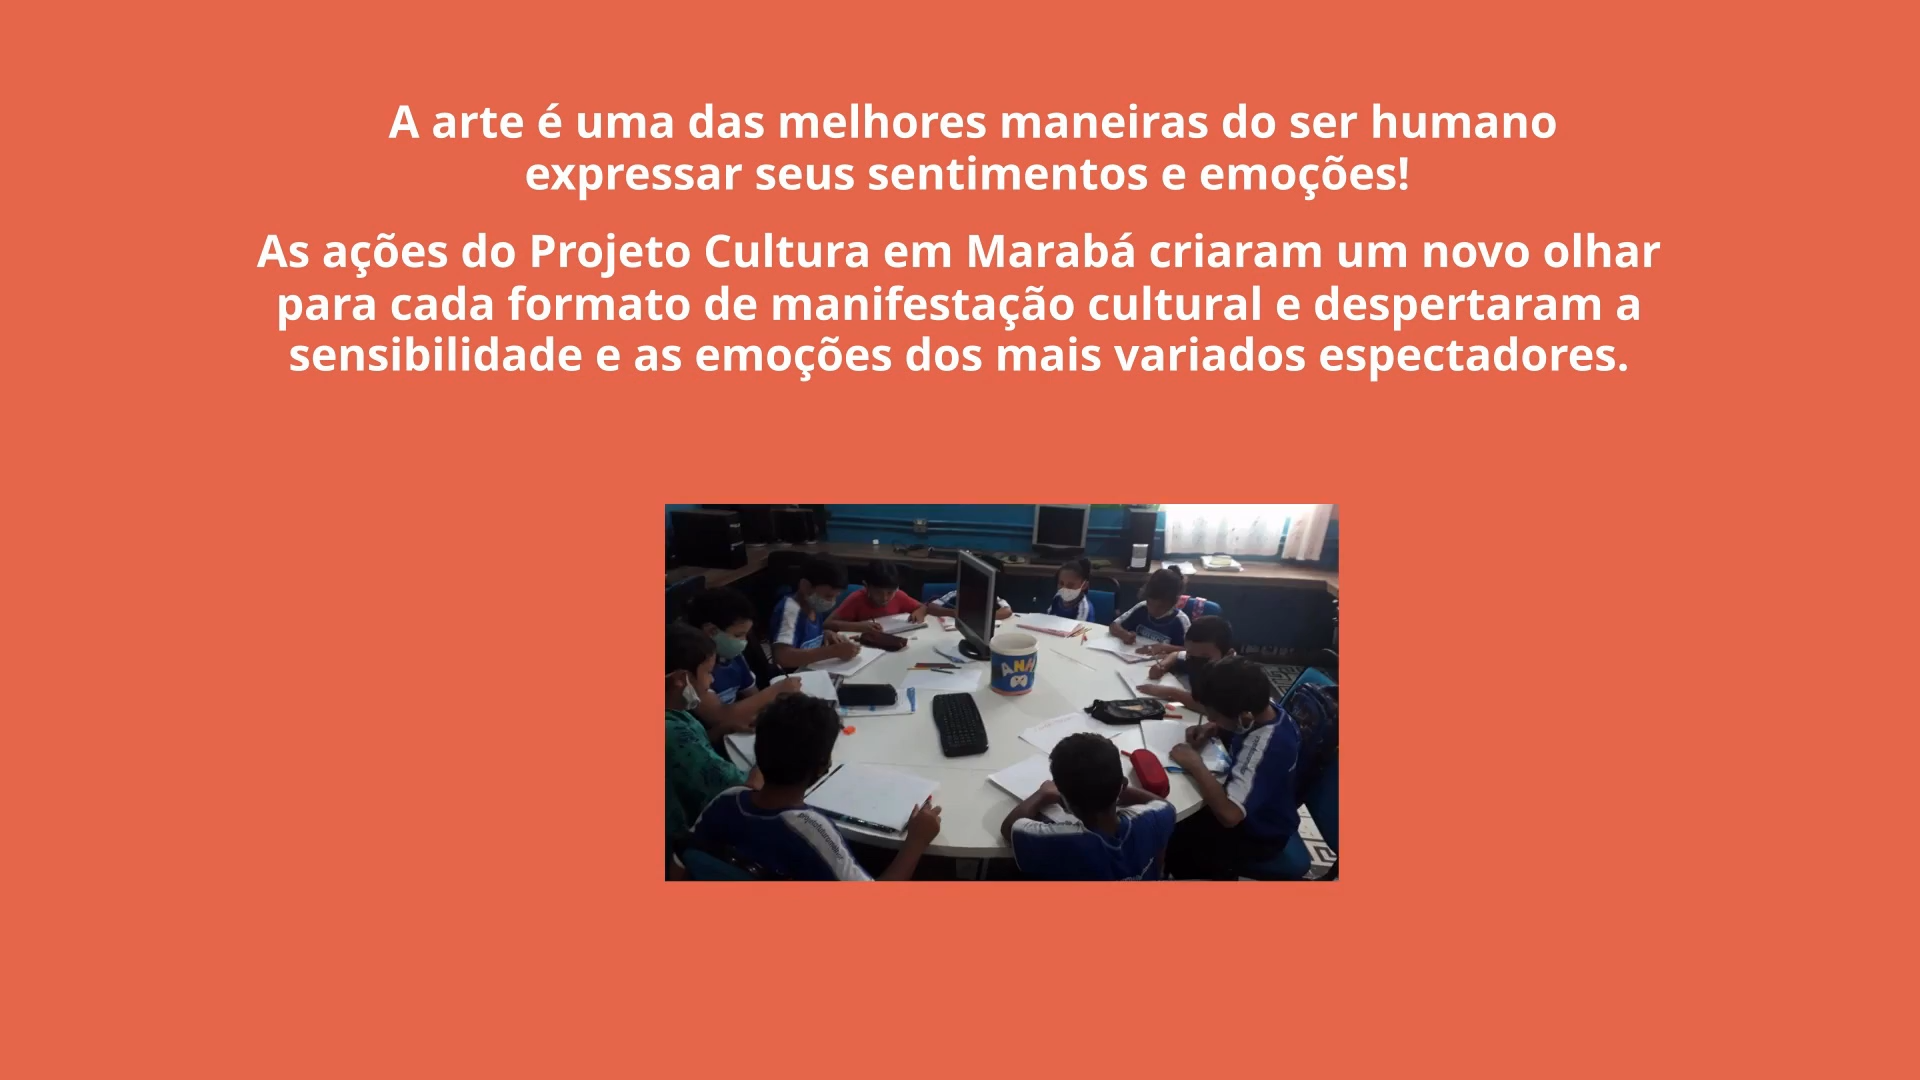 A arte é uma das melhores maneiras do ser humano
expressar seus sentimentos e emoções!
As ações do Projeto Cultura em Marabá criaram um novo olhar
para cada formato de manifestação cultural e despertaram a
sensibilidade e as emoções dos mais variados espectadores.